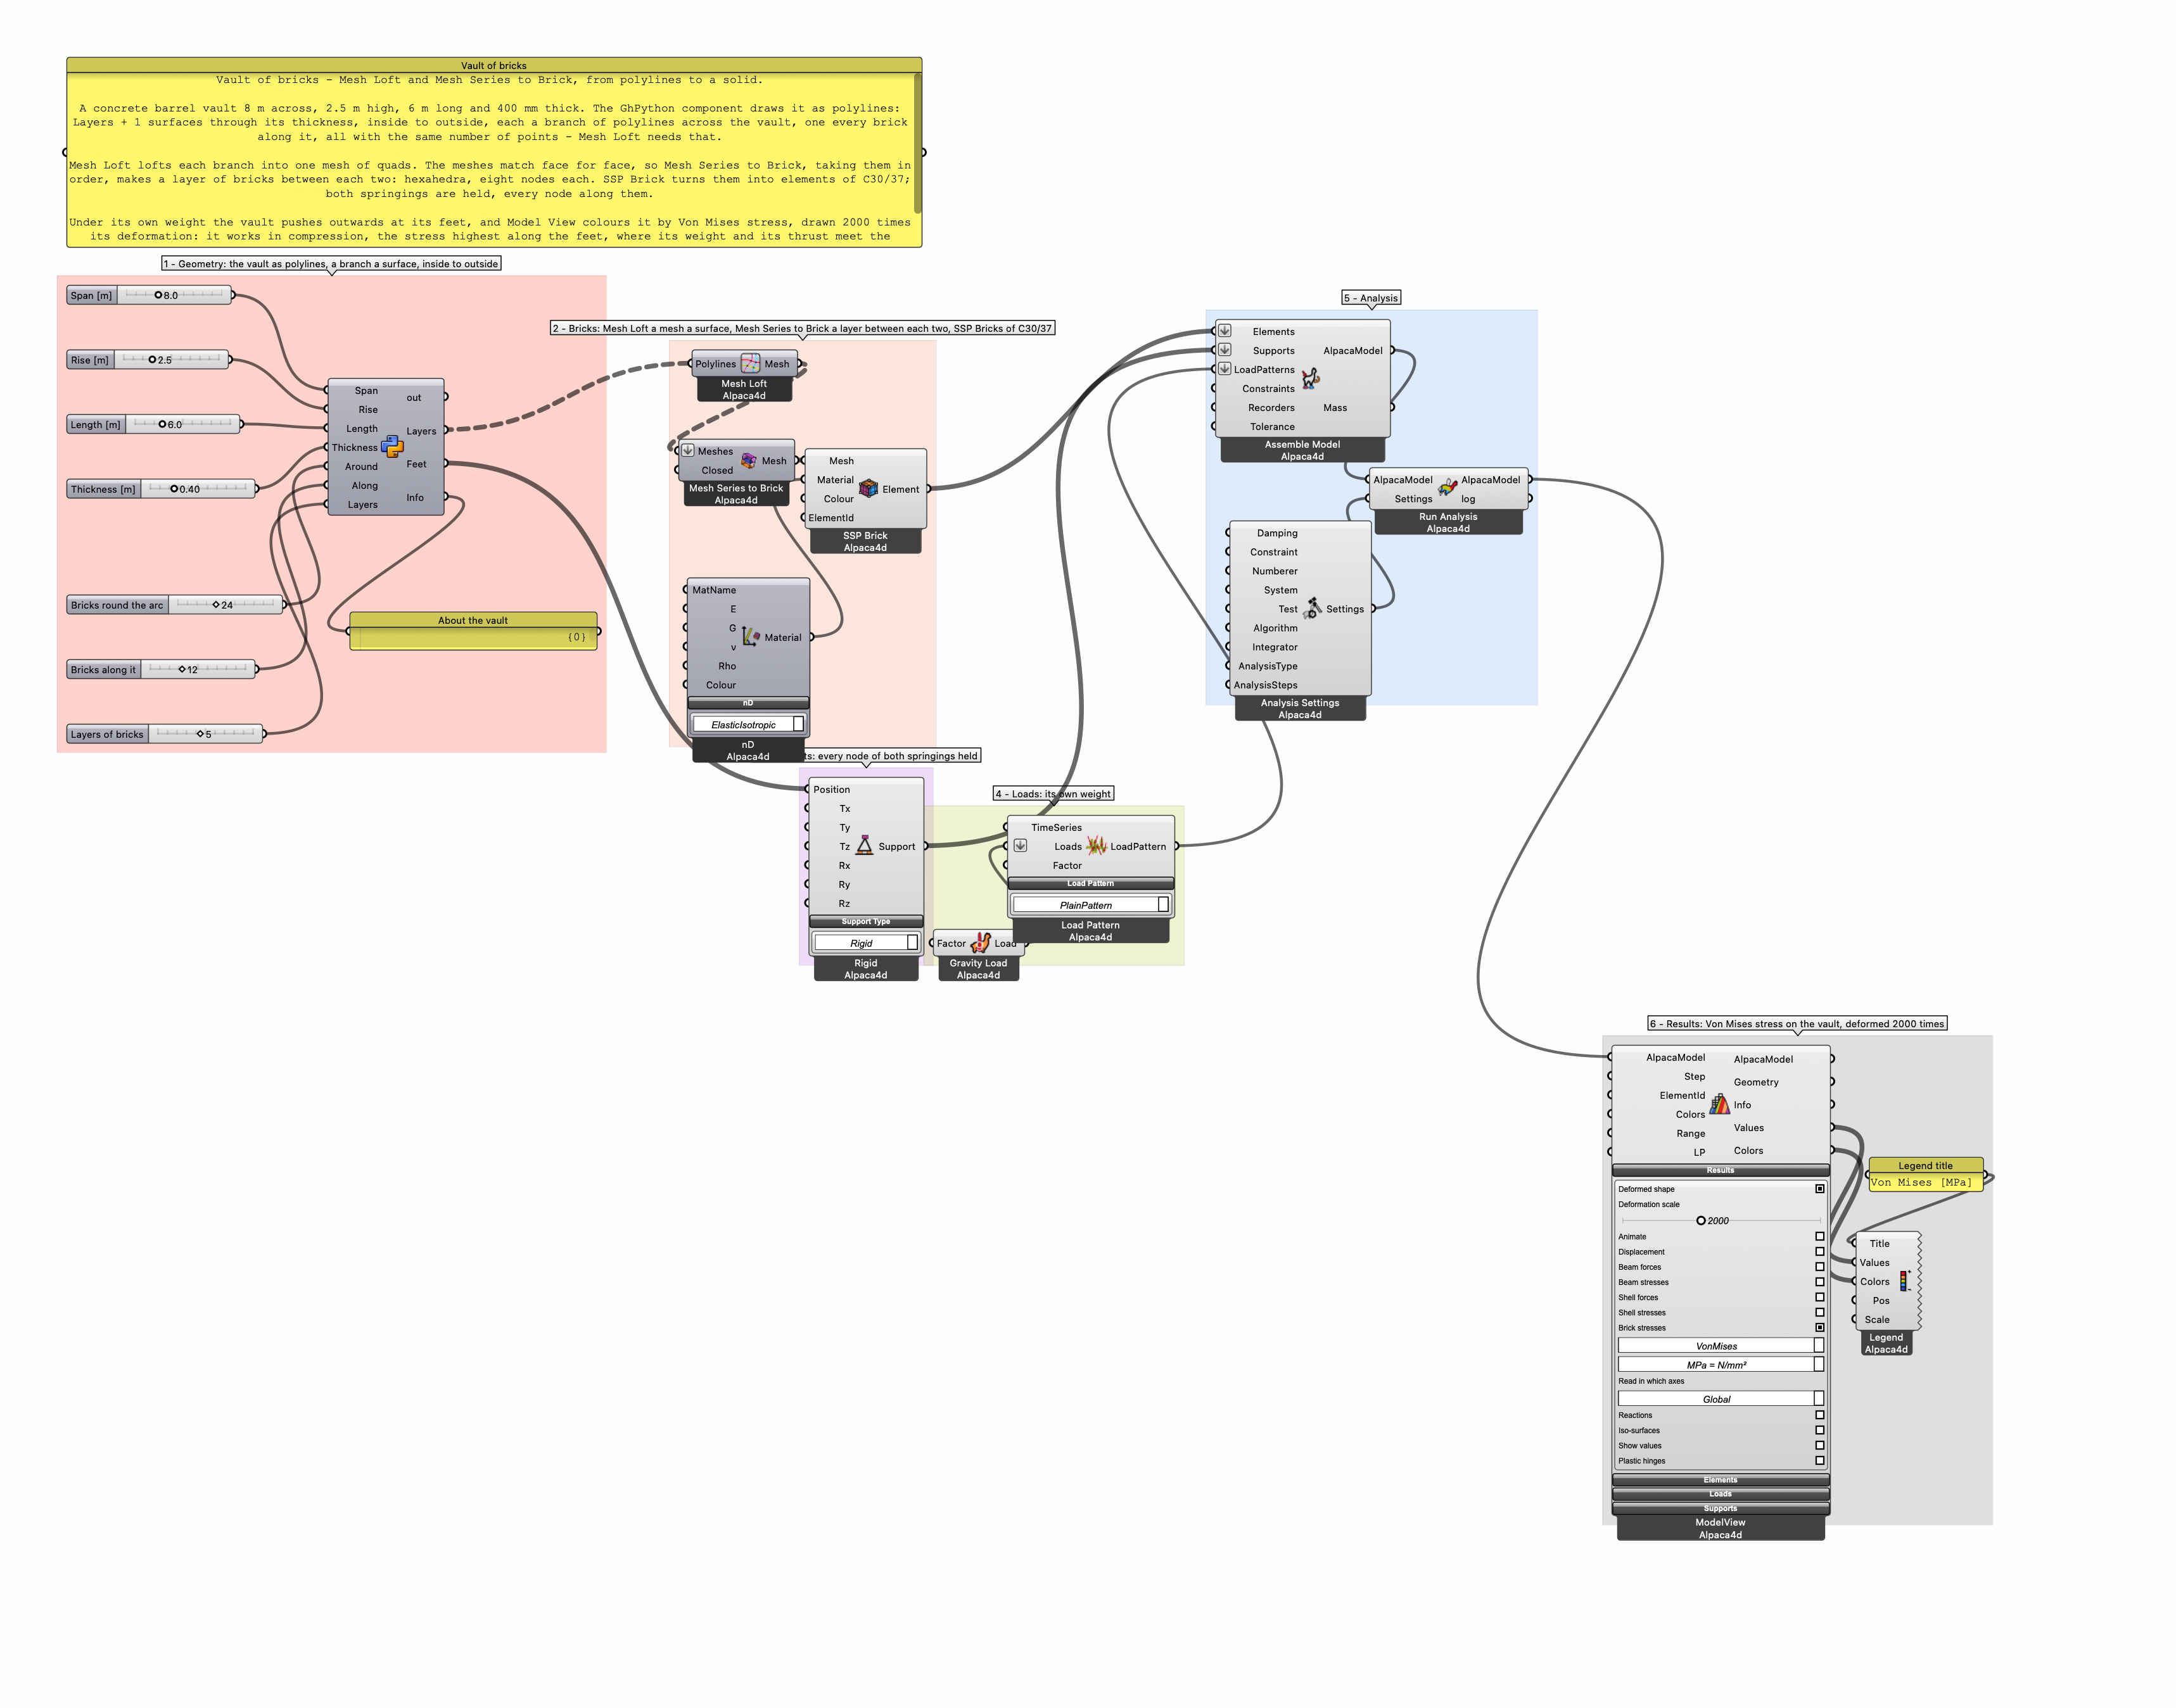 Vault of bricks
Vault of bricks - Mesh Loft and Mesh Series to Brick, from polylines to a solid.
A concrete barrel vault 8 m across, 2.5 m high, 6 m long and 400 mm thick. The GhPython component draws it as polylines:
Layers + 1 surfaces through its thickness, inside to outside, each a branch of polylines across the vault, one every brick
along it, all with the same number of points - Mesh Loft needs that.
Mesh Loft lofts each branch into one mesh of quads. The meshes match face for face, so Mesh Series to Brick, taking them in
order, makes a layer of bricks between each two: hexahedra, eight nodes each. SSP Brick turns them into elements of C30/37;
both springings are held, every node along them.
Under its own weight the vault pushes outwards at its feet, and Model View colours it by Von Mises stress, drawn 2000 times
its deformation: it works in compression, the stress highest along the feet, where its weight and its thrust meet the
1 - Geometry: the vault as polylines, a branch a surface, inside to outside
Span [m] 8.0
Rise [m] 2.5
Length [m] 6.0
Thickness [m] 0.40
Bricks round the arc 24
Bricks along it 12
Layers of bricks 5
Span
Rise
Length
Thickness
Around
Along
Layers
out
Layers
Feet
Info
About the vault
{0}
2 - Bricks: Mesh Loft a mesh a surface, Mesh Series to Brick a layer between each two, SSP Bricks of C30/37
Polylines Mesh
Mesh Loft
Alpaca4d
Meshes
Closed
Mesh
Mesh Series to Brick
Alpaca4d
Mesh
Material
Colour
ElementId
Element
SSP Brick
Alpaca4d
MatName
E
G
ν
Rho
Colour
Material
nD
ElasticIsotropic
nD
Alpaca4d
ts: every node of both springings held
Position
Tx
Ty
Tz
Rx
Ry
Rz
Support
Support Type
Rigid
Rigid
Alpaca4d
4 - Loads: its own weight
TimeSeries
Loads
Factor
LoadPattern
Load Pattern
PlainPattern
Load Pattern
Alpaca4d
Factor Load
Gravity Load
Alpaca4d
5 - Analysis
Elements
Supports
LoadPatterns
Constraints
Recorders
Tolerance
AlpacaModel
Mass
Assemble Model
Alpaca4d
AlpacaModel
Settings
AlpacaModel
log
Run Analysis
Alpaca4d
Damping
Constraint
Numberer
System
Test
Algorithm
Integrator
AnalysisType
AnalysisSteps
Settings
Analysis Settings
Alpaca4d
6 - Results: Von Mises stress on the vault, deformed 2000 times
AlpacaModel
Step
ElementId
Colors
Range
LP
AlpacaModel
Geometry
Info
Values
Colors
Results
Deformed shape
Deformation scale
2000
Animate
Displacement
Beam forces
Beam stresses
Shell forces
Shell stresses
Brick stresses
VonMises
MPa = N/mm²
Read in which axes
Global
Reactions
Iso-surfaces
Show values
Plastic hinges
Elements
Loads
Supports
ModelView
Alpaca4d
Legend title
Von Mises [MPa]
Title
Values
Colors
Pos
Scale
Legend
Alpaca4d